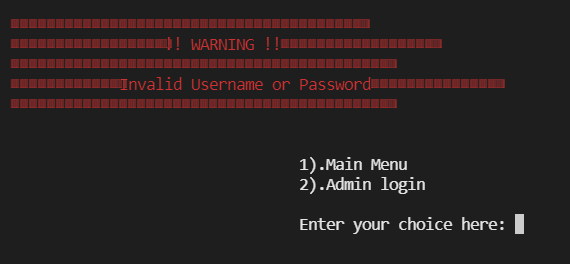 !! WARNING !!
Invalid Username or Password
1).Main Menu
2).Admin login
Enter your choice here: